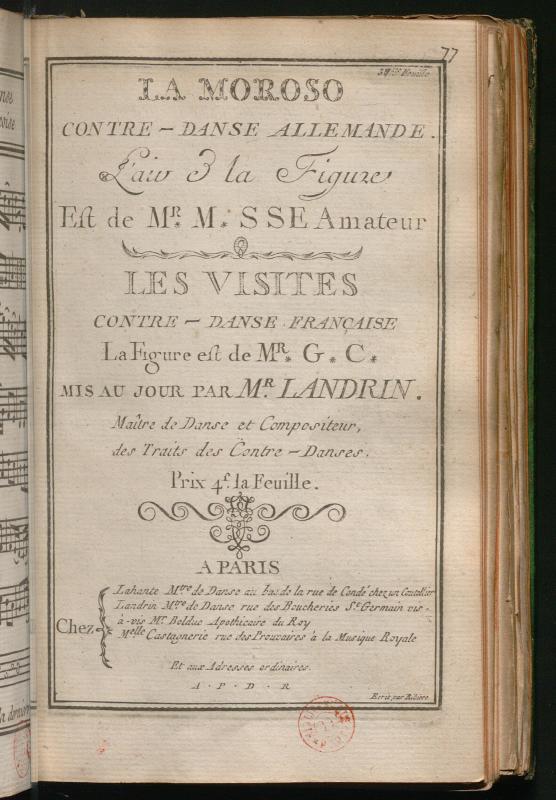 77
38me Feuille
LA MOROSO
CONTRE - DANSE ALLEMANDE.
L'air & la Figure
Est de MR. M. SSE Amateur
LES VISITES
CONTRE - DANSE FRANÇAISE
La Figure est de MR. G. C.
MIS AU JOUR PAR MR. LANDRIN.
Maître de Danse et Compositeur,
des Traits des Contre - Danses.
Prix 4s. la Feuille.
A PARIS
Chez
Lahante Mtre de Danse au bas de la rue de Condé chez un Coutellier
Landrin Mtre de Danse rue des Boucheries St Germain vis-
à-vis Mr. Bolduc Apothicaire du Roy
Melle Castagnerie rue des Prouvaires à la Musique Royale
Et aux Adresses ordinaires.
A · P · D · R
Ecrit par Ribière